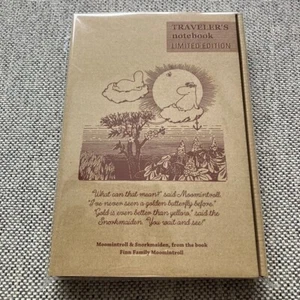 TRAVELER'S
notebook
LIMITED EDITION
"What can that mean?" said Moomintroll.
"I've never seen a golden butterfly before."
"Gold is even better than yellow," said the
Snorkmaiden. "You wait and see!"
Moomintroll & Snorkmaiden, from the book
Finn Family Moomintroll